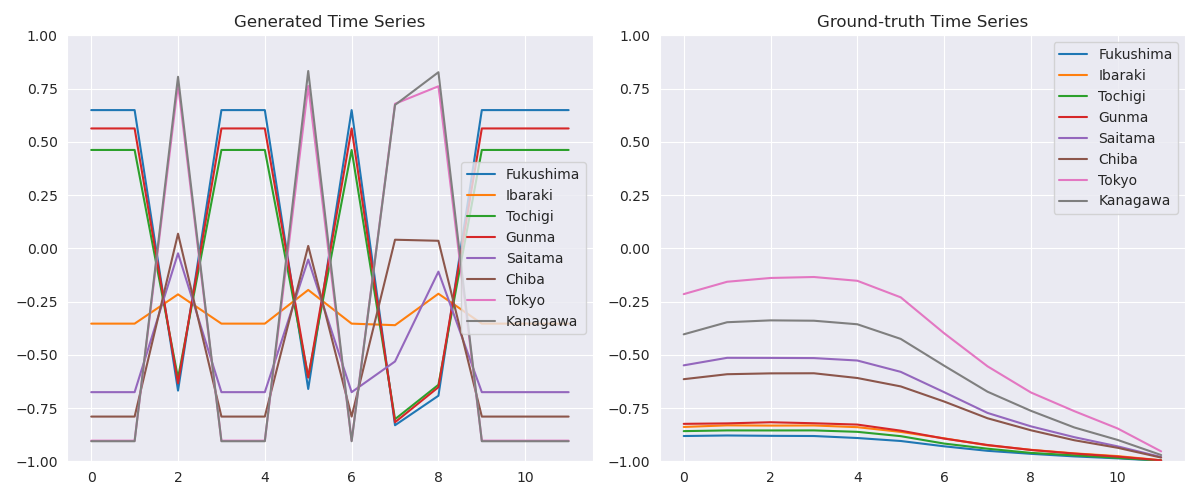 Generated Time Series
1.00
0.75
0.50
0.25
0.00
−0.25
−0.50
−0.75
−1.00
0 2 4 6 8 10
Fukushima
Ibaraki
Tochigi
Gunma
Saitama
Chiba
Tokyo
Kanagawa
Ground-truth Time Series
1.00
0.75
0.50
0.25
0.00
−0.25
−0.50
−0.75
−1.00
0 2 4 6 8 10
Fukushima
Ibaraki
Tochigi
Gunma
Saitama
Chiba
Tokyo
Kanagawa